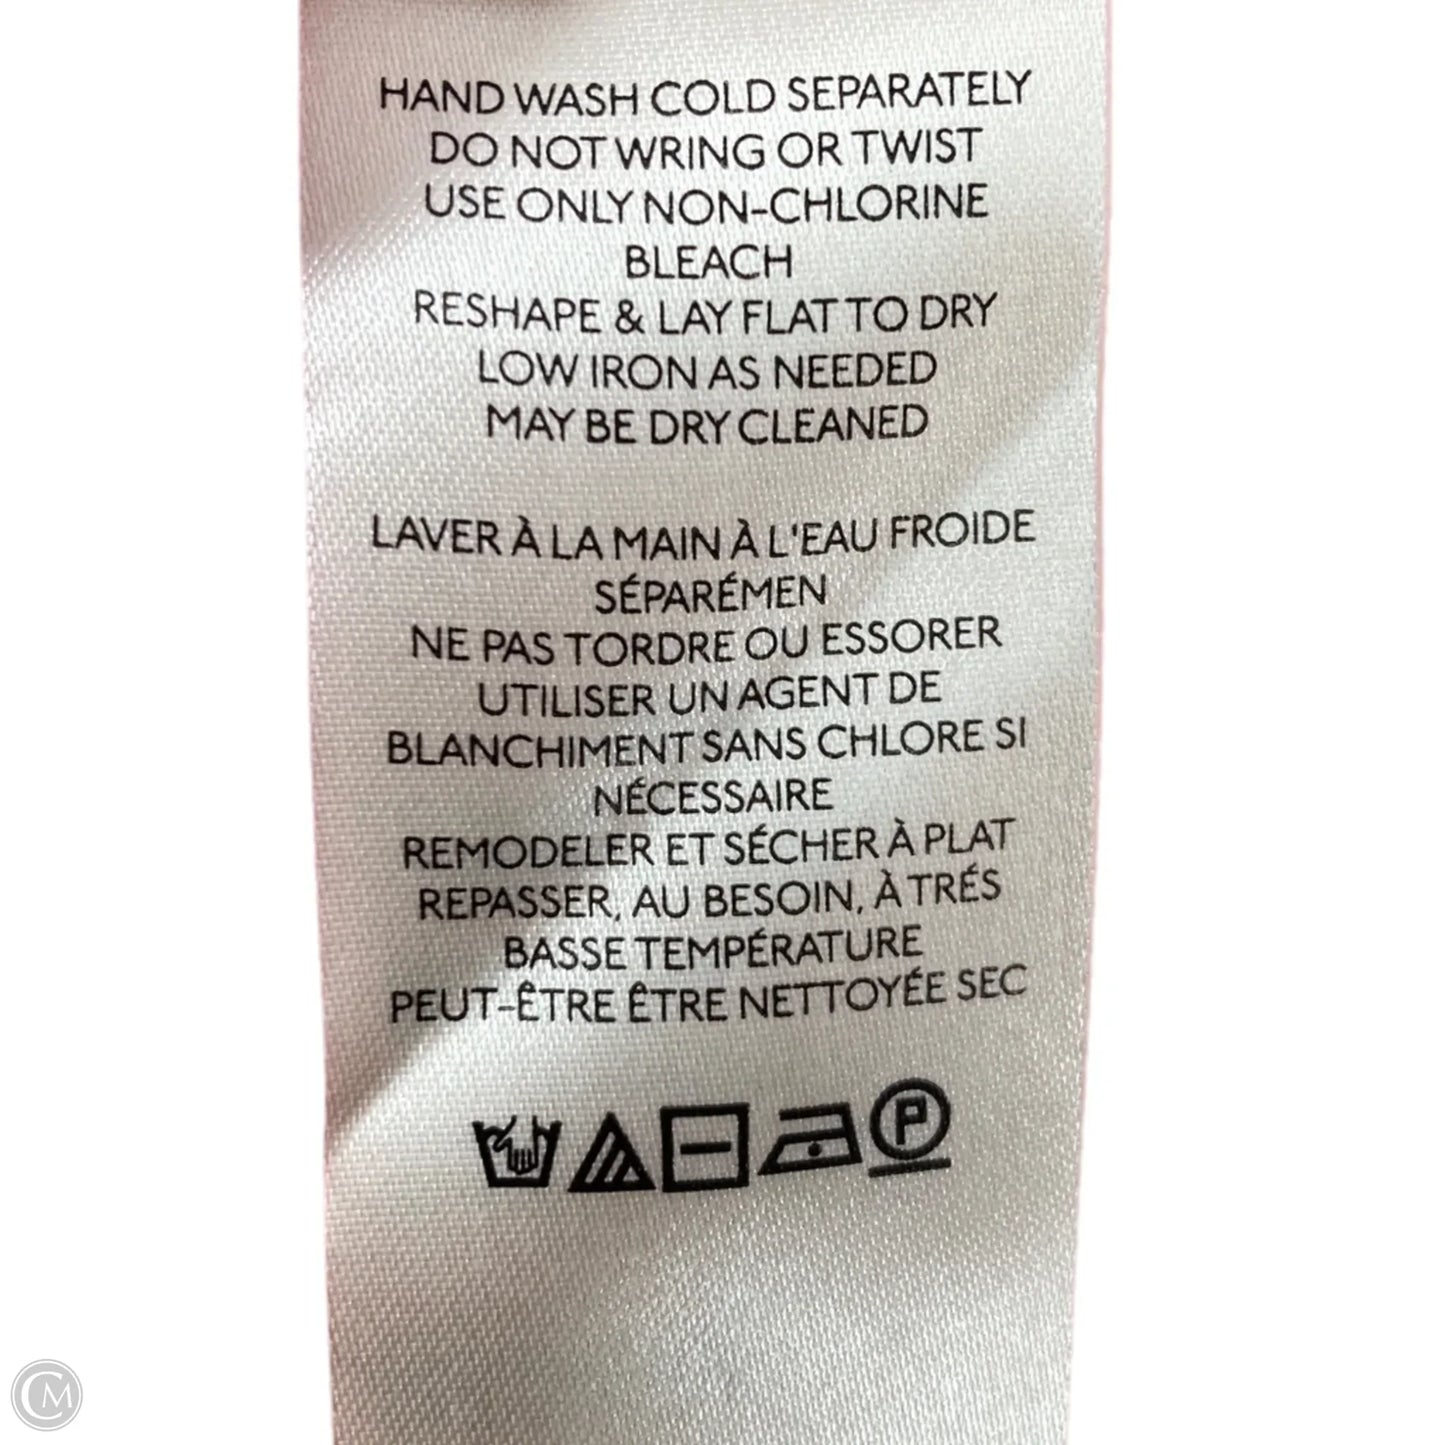 HAND WASH COLD SEPARATELY
DO NOT WRING OR TWIST
USE ONLY NON-CHLORINE
BLEACH
RESHAPE & LAY FLAT TO DRY
LOW IRON AS NEEDED
MAY BE DRY CLEANED
LAVER À LA MAIN À L'EAU FROIDE
SÉPARÉMEN
NE PAS TORDRE OU ESSORER
UTILISER UN AGENT DE
BLANCHIMENT SANS CHLORE SI
NÉCESSAIRE
REMODELER ET SÉCHER À PLAT
REPASSER, AU BESOIN, À TRÉS
BASSE TEMPÉRATURE
PEUT-ÊTRE ÊTRE NETTOYÉE SEC
P
CM